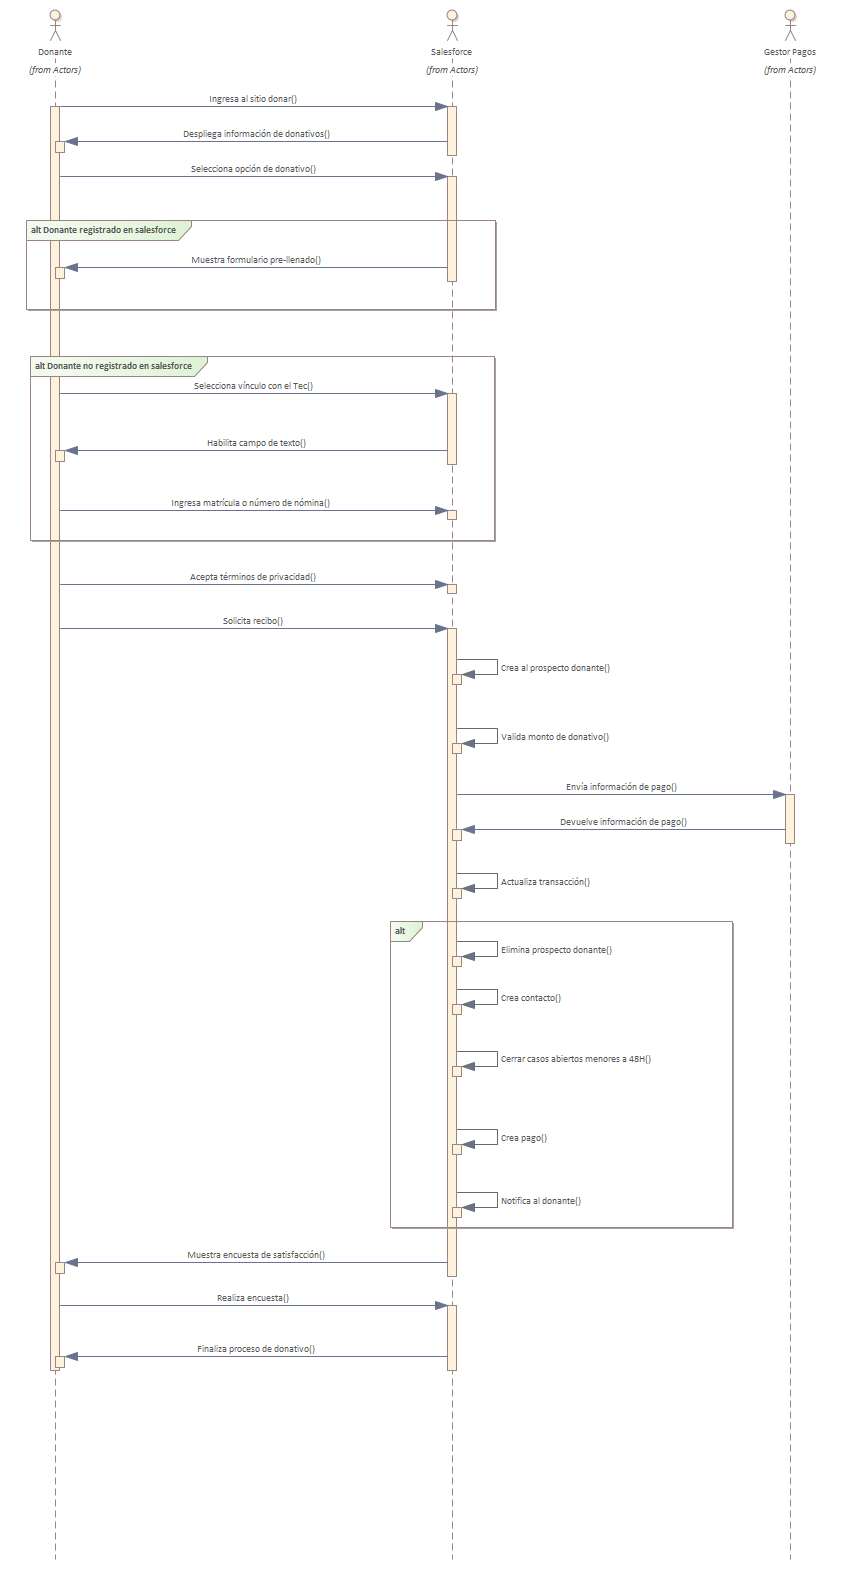 Donante
(from Actors)
Salesforce
(from Actors)
Gestor Pagos
(from Actors)
Ingresa al sitio donar()
Despliega información de donativos()
Selecciona opción de donativo()
alt Donante registrado en salesforce
Muestra formulario pre-llenado()
alt Donante no registrado en salesforce
Selecciona vínculo con el Tec()
Habilita campo de texto()
Ingresa matrícula o número de nómina()
Acepta términos de privacidad()
Solicita recibo()
Crea al prospecto donante()
Valida monto de donativo()
Envía información de pago()
Devuelve información de pago()
Actualiza transacción()
alt
Elimina prospecto donante()
Crea contacto()
Cerrar casos abiertos menores a 48H()
Crea pago()
Notifica al donante()
Muestra encuesta de satisfacción()
Realiza encuesta()
Finaliza proceso de donativo()